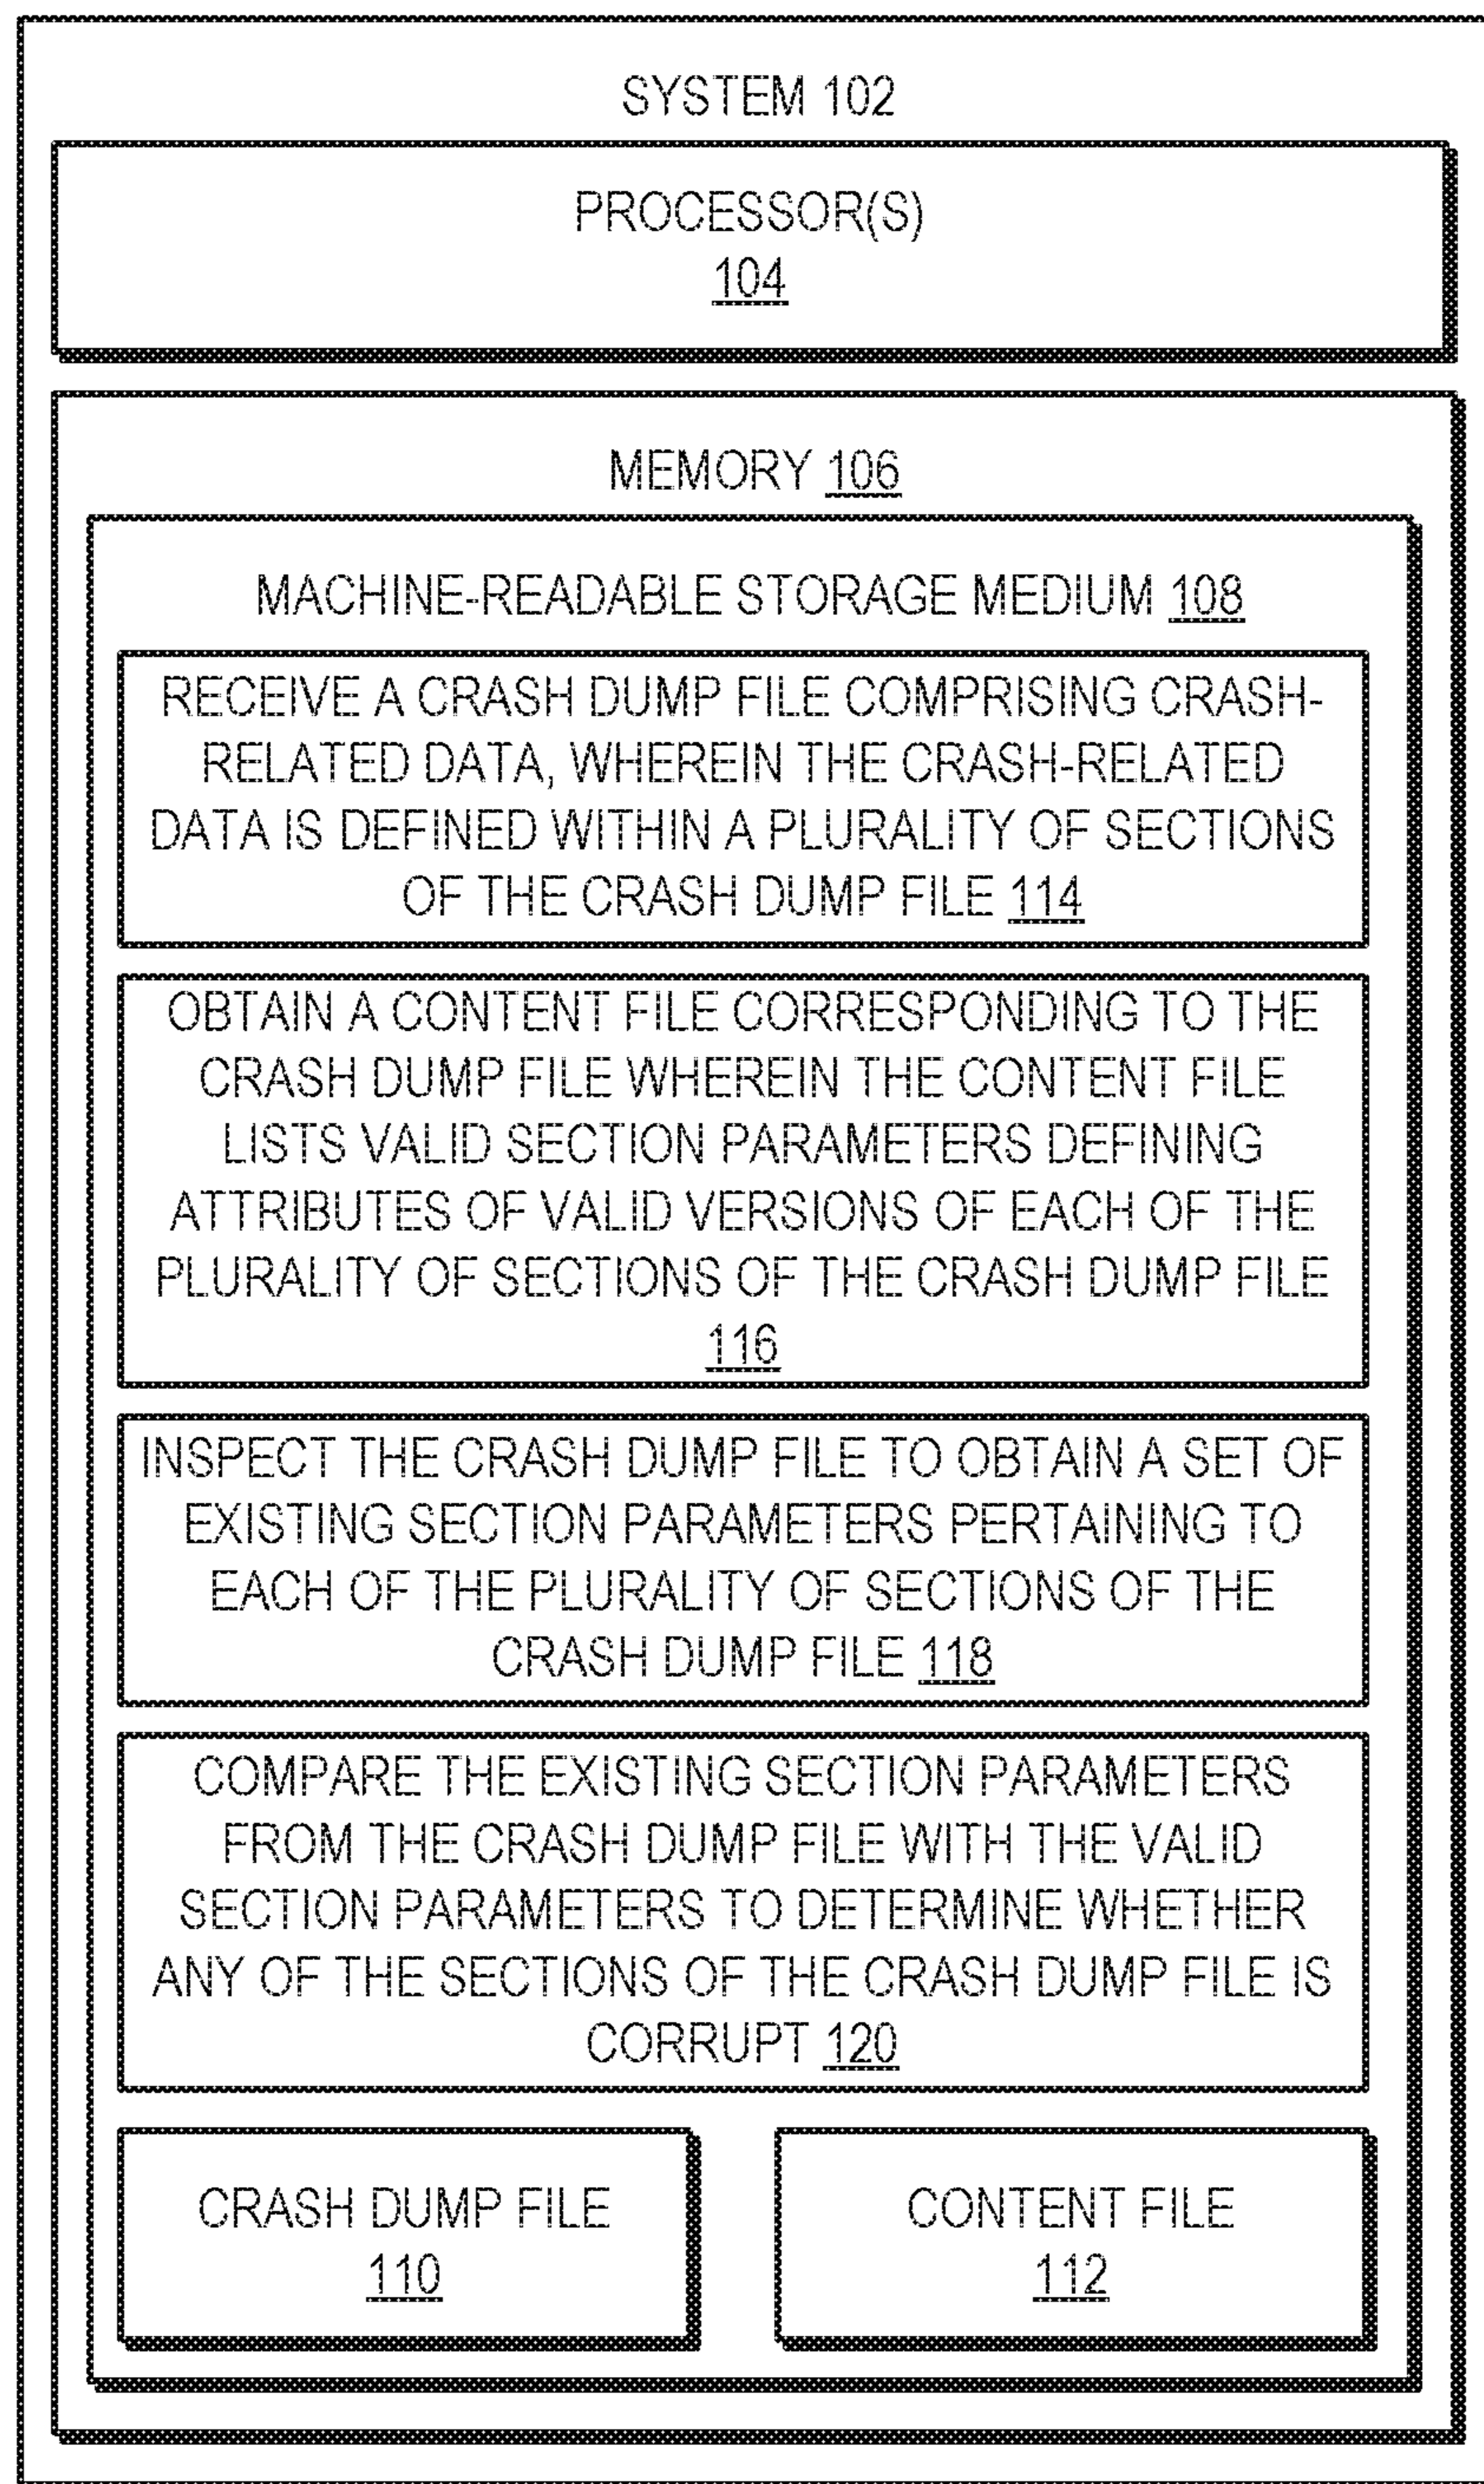 SYSTEM 102
PROCESSOR(S)
104
MEMORY 106
MACHINE-READABLE STORAGE MEDIUM 108
RECEIVE A CRASH DUMP FILE COMPRISING CRASH-
RELATED DATA, WHEREIN THE CRASH-RELATED
DATA IS DEFINED WITHIN A PLURALITY OF SECTIONS
OF THE CRASH DUMP FILE 114
OBTAIN A CONTENT FILE CORRESPONDING TO THE
CRASH DUMP FILE WHEREIN THE CONTENT FILE
LISTS VALID SECTION PARAMETERS DEFINING
ATTRIBUTES OF VALID VERSIONS OF EACH OF THE
PLURALITY OF SECTIONS OF THE CRASH DUMP FILE
116
INSPECT THE CRASH DUMP FILE TO OBTAIN A SET OF
EXISTING SECTION PARAMETERS PERTAINING TO
EACH OF THE PLURALITY OF SECTIONS OF THE
CRASH DUMP FILE 118
COMPARE THE EXISTING SECTION PARAMETERS
FROM THE CRASH DUMP FILE WITH THE VALID
SECTION PARAMETERS TO DETERMINE WHETHER
ANY OF THE SECTIONS OF THE CRASH DUMP FILE IS
CORRUPT 120
CRASH DUMP FILE
110
CONTENT FILE
112